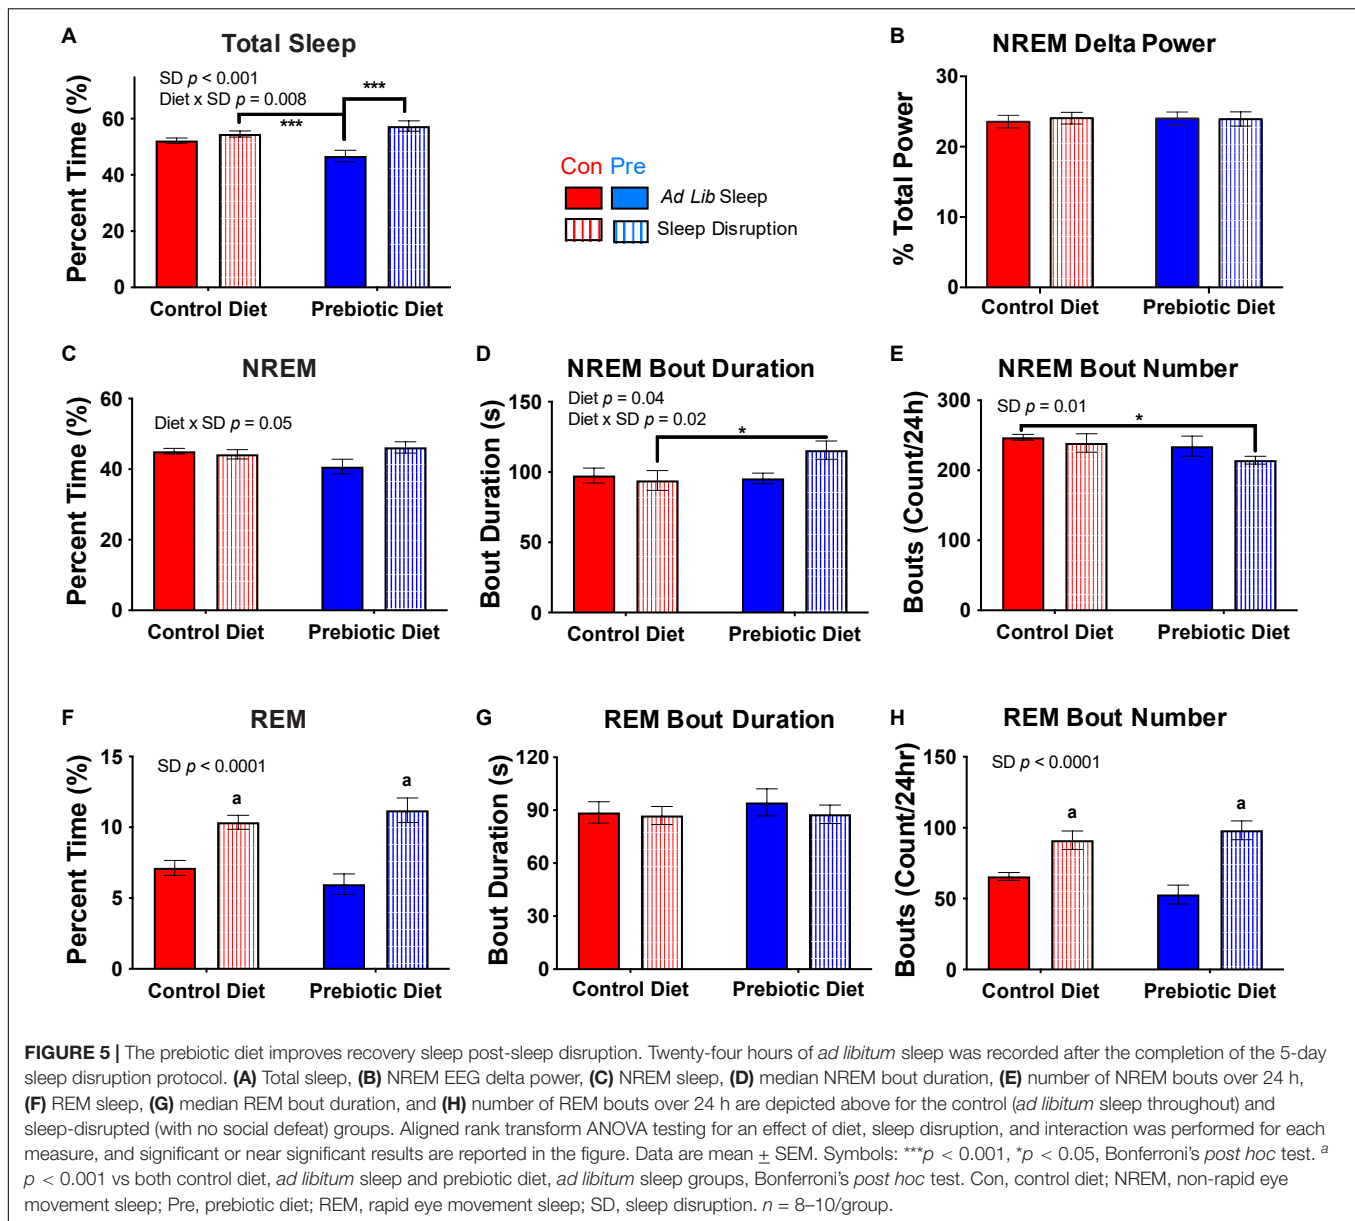 A
Total Sleep
SD p < 0.001
Diet x SD p = 0.008
***
***
Percent Time (%)
60
40
20
0
Control Diet
Prebiotic Diet
Con Pre
Ad Lib Sleep
Sleep Disruption
B
NREM Delta Power
% Total Power
30
20
10
0
Control Diet
Prebiotic Diet
C
NREM
Diet x SD p = 0.05
Percent Time (%)
60
40
20
0
Control Diet
Prebiotic Diet
D
NREM Bout Duration
Diet p = 0.04
Diet x SD p = 0.02
*
Bout Duration (s)
150
100
50
0
Control Diet
Prebiotic Diet
E
NREM Bout Number
SD p = 0.01
*
Bouts (Count/24h)
300
200
100
0
Control Diet
Prebiotic Diet
F
REM
SD p < 0.0001
a
a
Percent Time (%)
15
10
5
0
Control Diet
Prebiotic Diet
G
REM Bout Duration
Bout Duration (s)
120
90
60
30
0
Control Diet
Prebiotic Diet
H
REM Bout Number
SD p < 0.0001
a
a
Bouts (Count/24hr)
150
100
50
0
Control Diet
Prebiotic Diet
FIGURE 5 | The prebiotic diet improves recovery sleep post-sleep disruption. Twenty-four hours of ad libitum sleep was recorded after the completion of the 5-day
sleep disruption protocol. (A) Total sleep, (B) NREM EEG delta power, (C) NREM sleep, (D) median NREM bout duration, (E) number of NREM bouts over 24 h,
(F) REM sleep, (G) median REM bout duration, and (H) number of REM bouts over 24 h are depicted above for the control (ad libitum sleep throughout) and
sleep-disrupted (with no social defeat) groups. Aligned rank transform ANOVA testing for an effect of diet, sleep disruption, and interaction was performed for each
measure, and significant or near significant results are reported in the figure. Data are mean ± SEM. Symbols: ***p < 0.001, *p < 0.05, Bonferroni's post hoc test. a
p < 0.001 vs both control diet, ad libitum sleep and prebiotic diet, ad libitum sleep groups, Bonferroni's post hoc test. Con, control diet; NREM, non-rapid eye
movement sleep; Pre, prebiotic diet; REM, rapid eye movement sleep; SD, sleep disruption. n = 8–10/group.